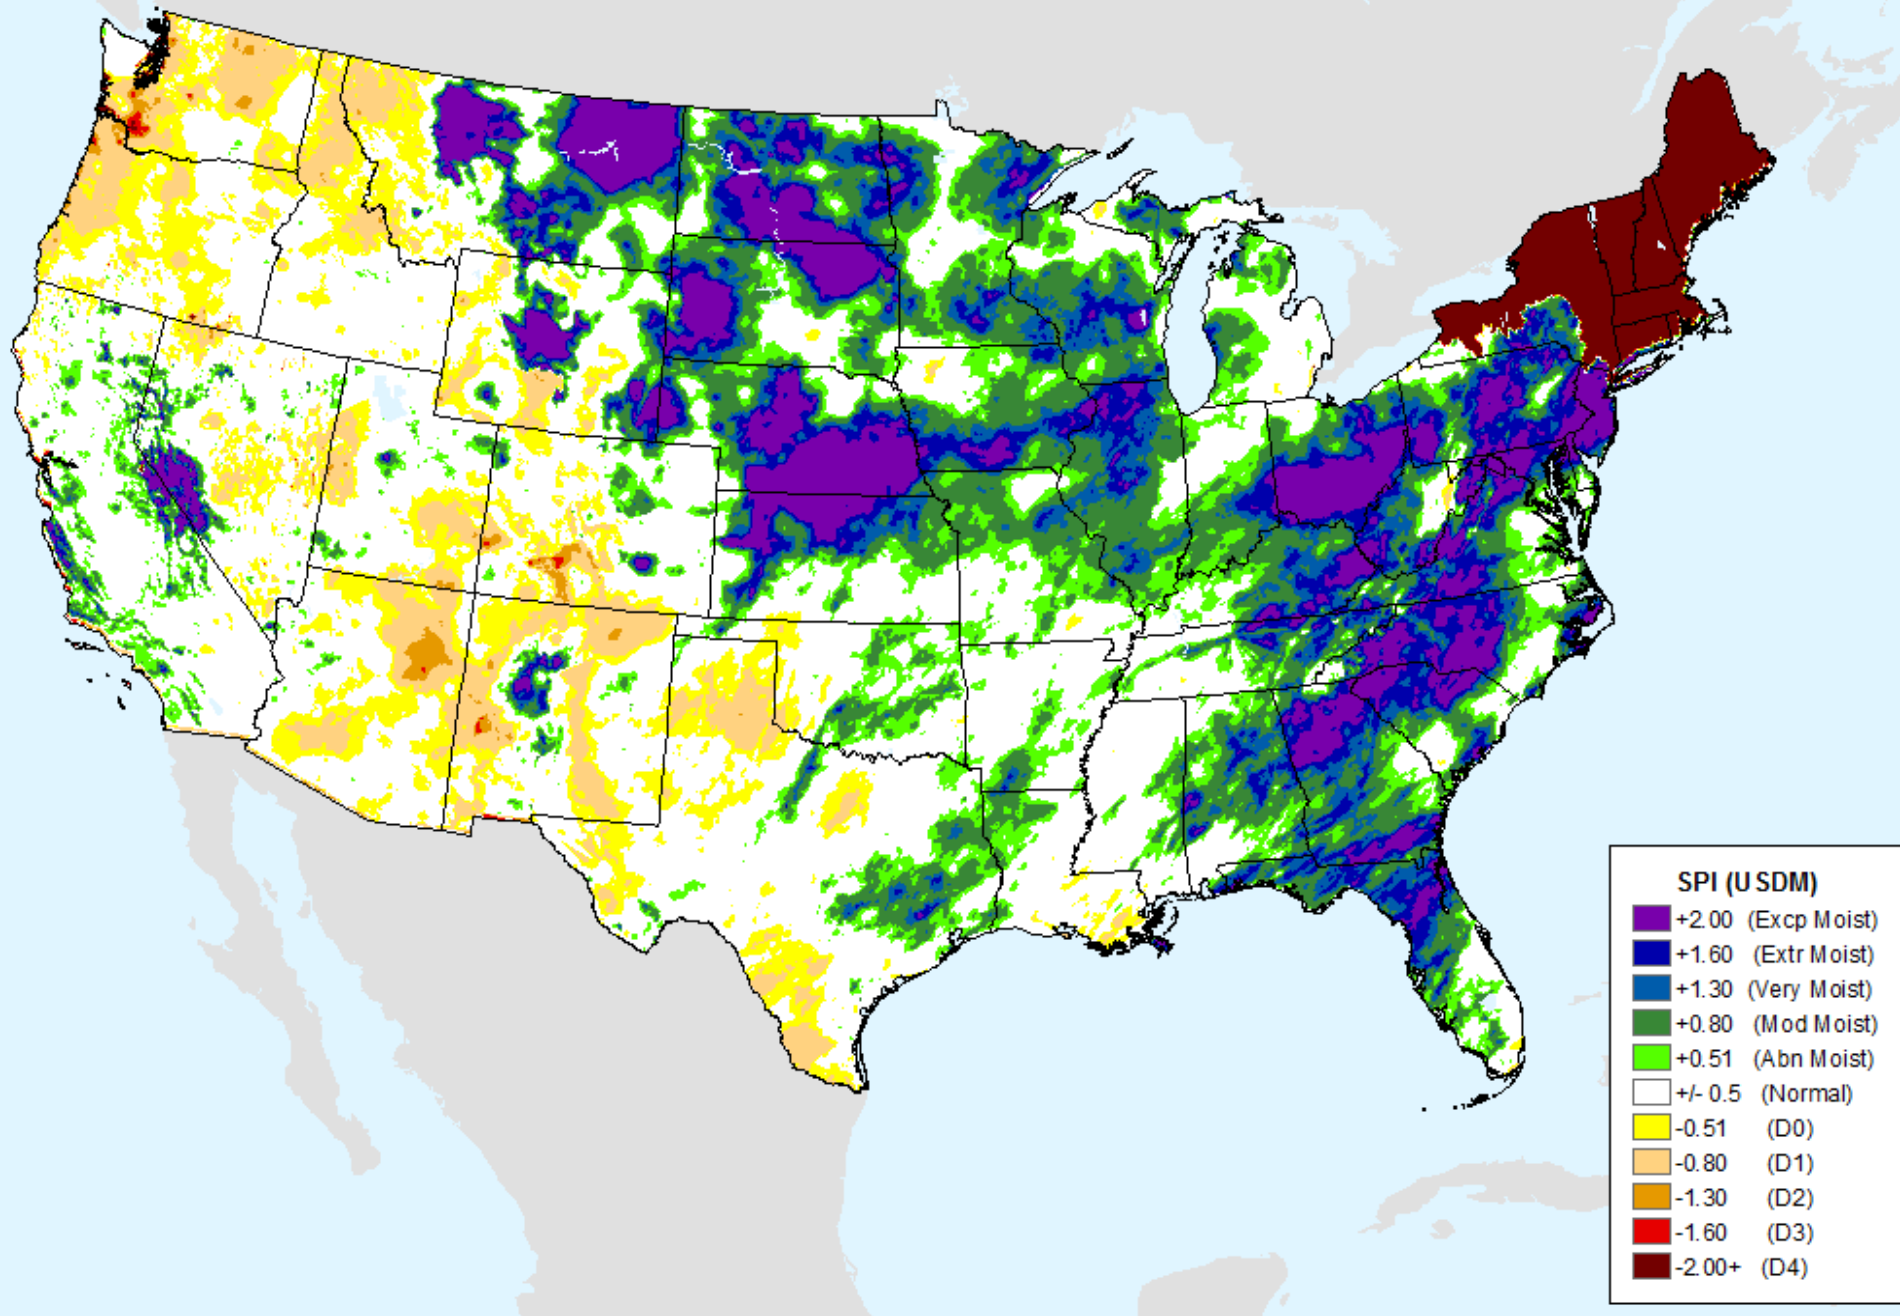 SPI (USDM)
+2.00 (Excp Moist)
+1.60 (Extr Moist)
+1.30 (Very Moist)
+0.80 (Mod Moist)
+0.51 (Abn Moist)
+/- 0.5 (Normal)
-0.51 (D0)
-0.80 (D1)
-1.30 (D2)
-1.60 (D3)
-2.00+ (D4)